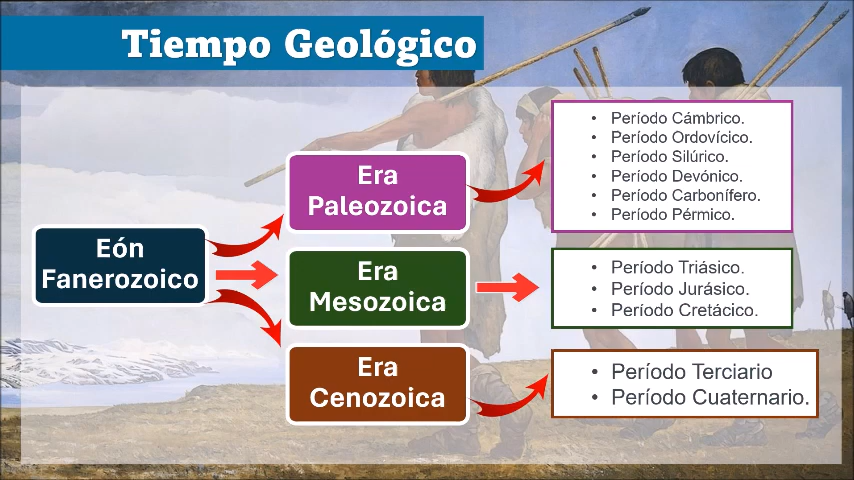 Tiempo Geológico
Eón
Fanerozoico
Era
Paleozoica
• Período Cámbrico.
• Período Ordovícico.
• Período Silúrico.
• Período Devónico.
• Período Carbonífero.
• Período Pérmico.
Era
Mesozoica
• Período Triásico.
• Período Jurásico.
• Período Cretácico.
Era
Cenozoica
• Período Terciario
• Período Cuaternario.